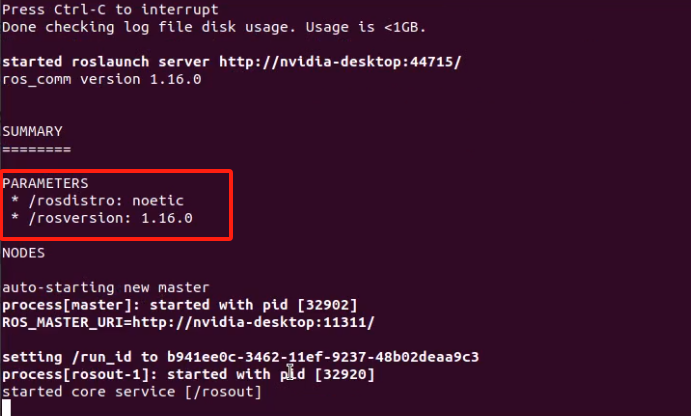 Press Ctrl-C to interrupt
Done checking log file disk usage. Usage is <1GB.
started roslaunch server http://nvidia-desktop:44715/
ros_comm version 1.16.0
SUMMARY
========
PARAMETERS
* /rosdistro: noetic
* /rosversion: 1.16.0
NODES
auto-starting new master
process[master]: started with pid [32902]
ROS_MASTER_URI=http://nvidia-desktop:11311/
setting /run_id to b941ee0c-3462-11ef-9237-48b02deaa9c3
process[rosout-1]: started with pid [32920]
started core service [/rosout]